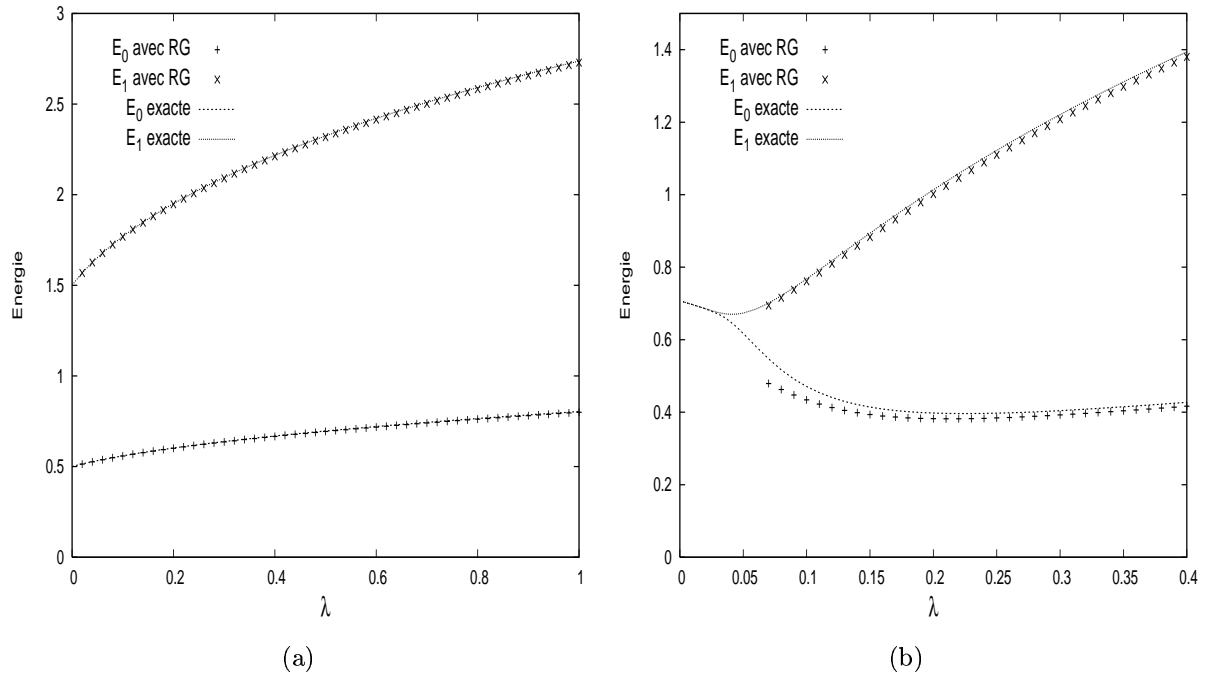 E0 avec RG
E1 avec RG
E0 exacte
E1 exacte
3
2.5
2
1.5
1
0.5
0
Energie
0 0.2 0.4 0.6 0.8 1
λ
(a)
E0 avec RG
E1 avec RG
E0 exacte
E1 exacte
1.4
1.2
1
0.8
0.6
0.4
0.2
0
Energie
0 0.05 0.1 0.15 0.2 0.25 0.3 0.35 0.4
λ
(b)